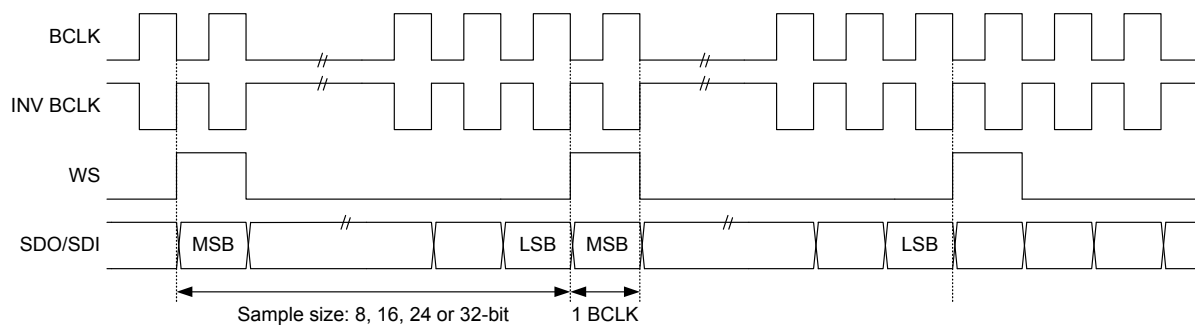 BCLK
INV BCLK
WS
SDO/SDI
MSB
LSB
MSB
LSB
Sample size: 8, 16, 24 or 32-bit
1 BCLK